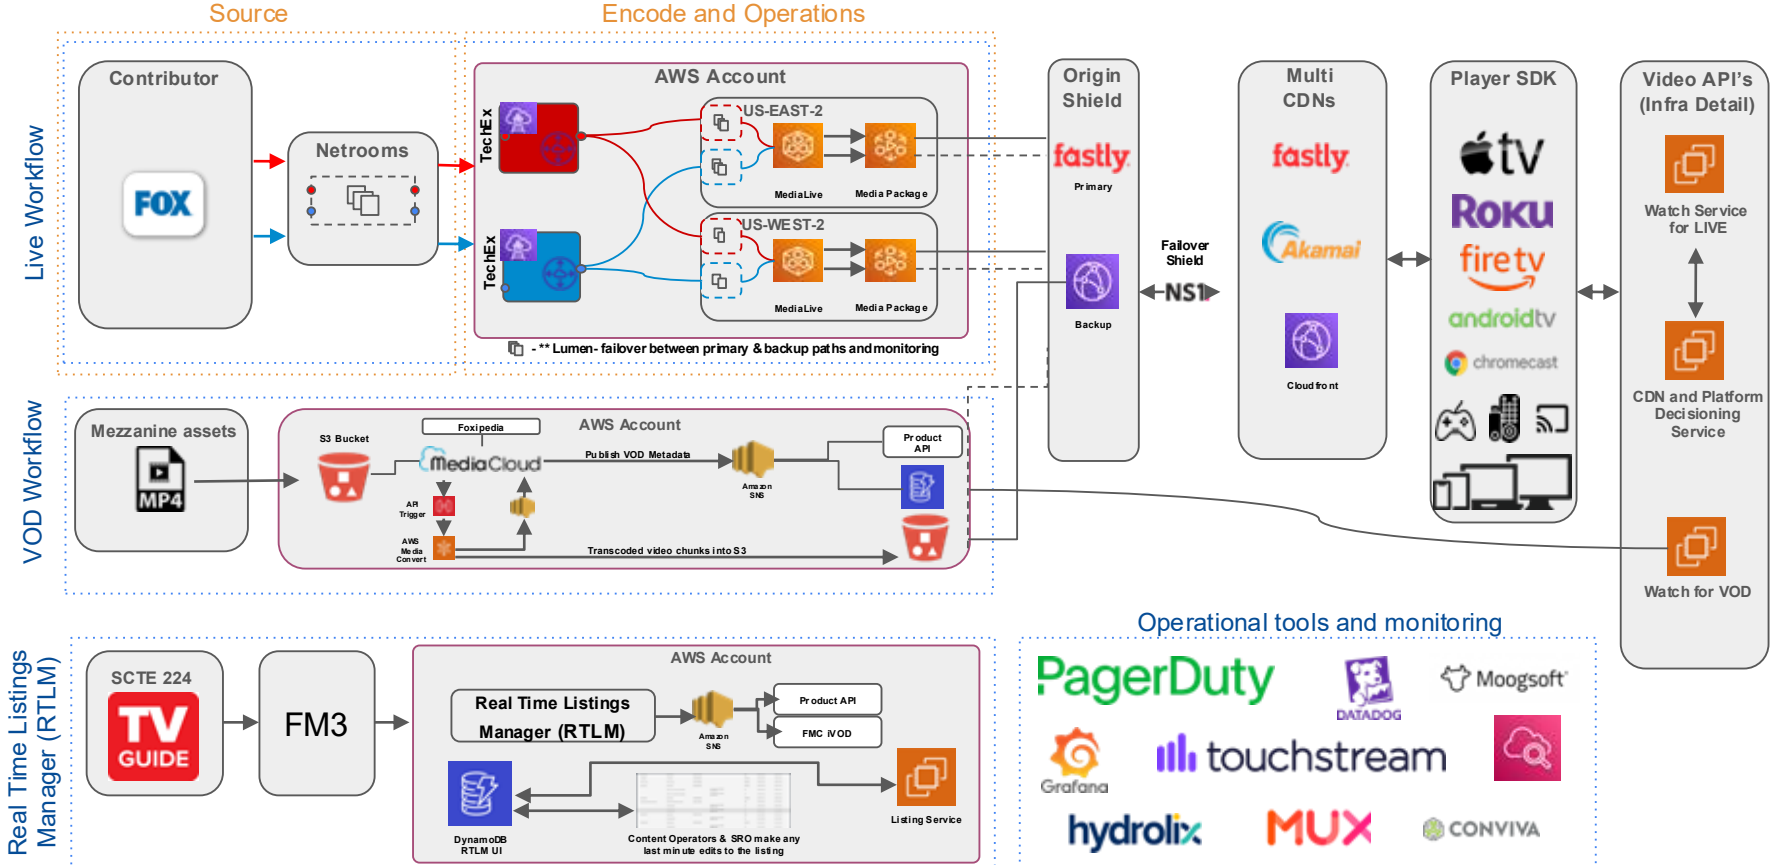 Source
Encode and Operations
Live Workflow
Contributor
FOX
Netrooms
AWS Account
TechEx
TechEx
US-EAST-2
MediaLive
Media Package
US-WEST-2
MediaLive
Media Package
- ** Lumen- failover between primary & backup paths and monitoring
Origin
Shield
fastly
Primary
Backup
Failover
Shield
NS1.
Multi
CDNs
fastly
Akamai
Cloudfront
Player SDK
tv
ROKU
fire tv
androidtv
chromecast
Video API's
(Infra Detail)
Watch Service
for LIVE
CDN and Platform
Decisioning
Service
Watch for VOD
VOD Workflow
Mezzanine assets
MP4
AWS Account
S3 Bucket
Foxipedia
MediaCloud
Publish VOD Metadata
API
Trigger
AWS
Media
Convert
Amazon
SNS
Product
API
Transcoded video chunks into S3
Real Time Listings
Manager (RTLM)
SCTE 224
TV
GUIDE
FM3
AWS Account
Real Time Listings
Manager (RTLM)
Amazon
SNS
Product API
FMC iVOD
DynamoDB
RTLM UI
Content Operators & SRO make any
last minute edits to the listing
Listing Service
Operational tools and monitoring
PagerDuty
DATADOG
Moogsoft
Grafana
touchstream
hydrolix
MUX
CONVIVA